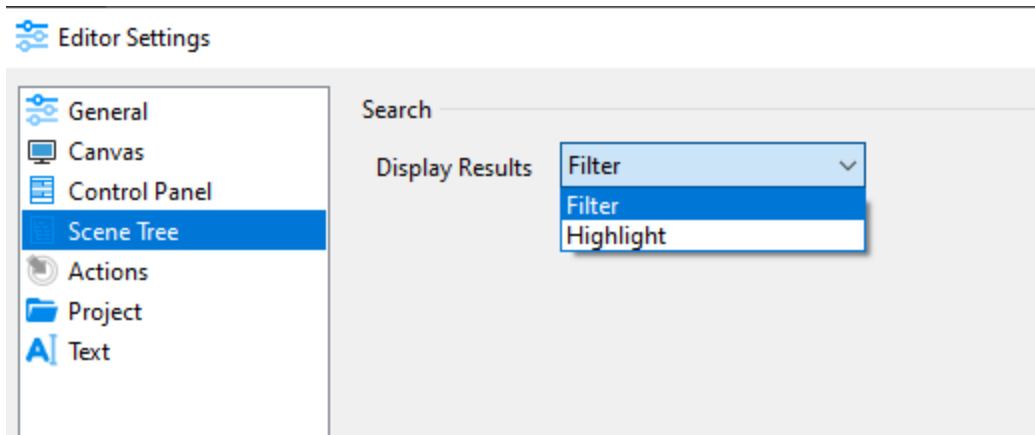 Editor Settings
General
Canvas
Control Panel
Scene Tree
Actions
Project
Text
Search
Display Results
Filter
Filter
Highlight